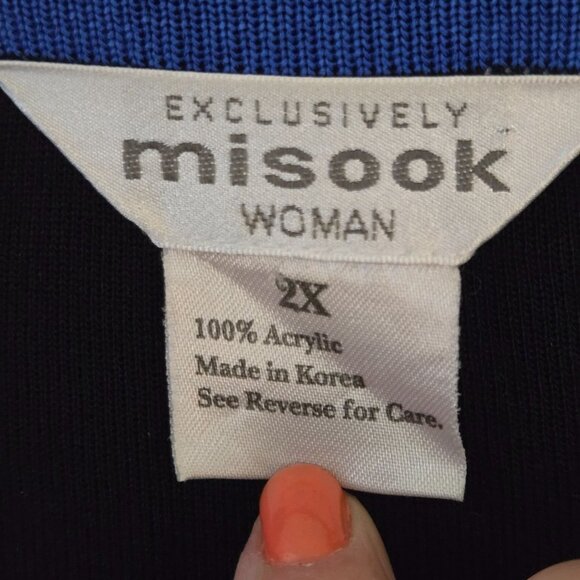 EXCLUSIVELY
misook
WOMAN
2X
100% Acrylic
Made in Korea
See Reverse for Care.